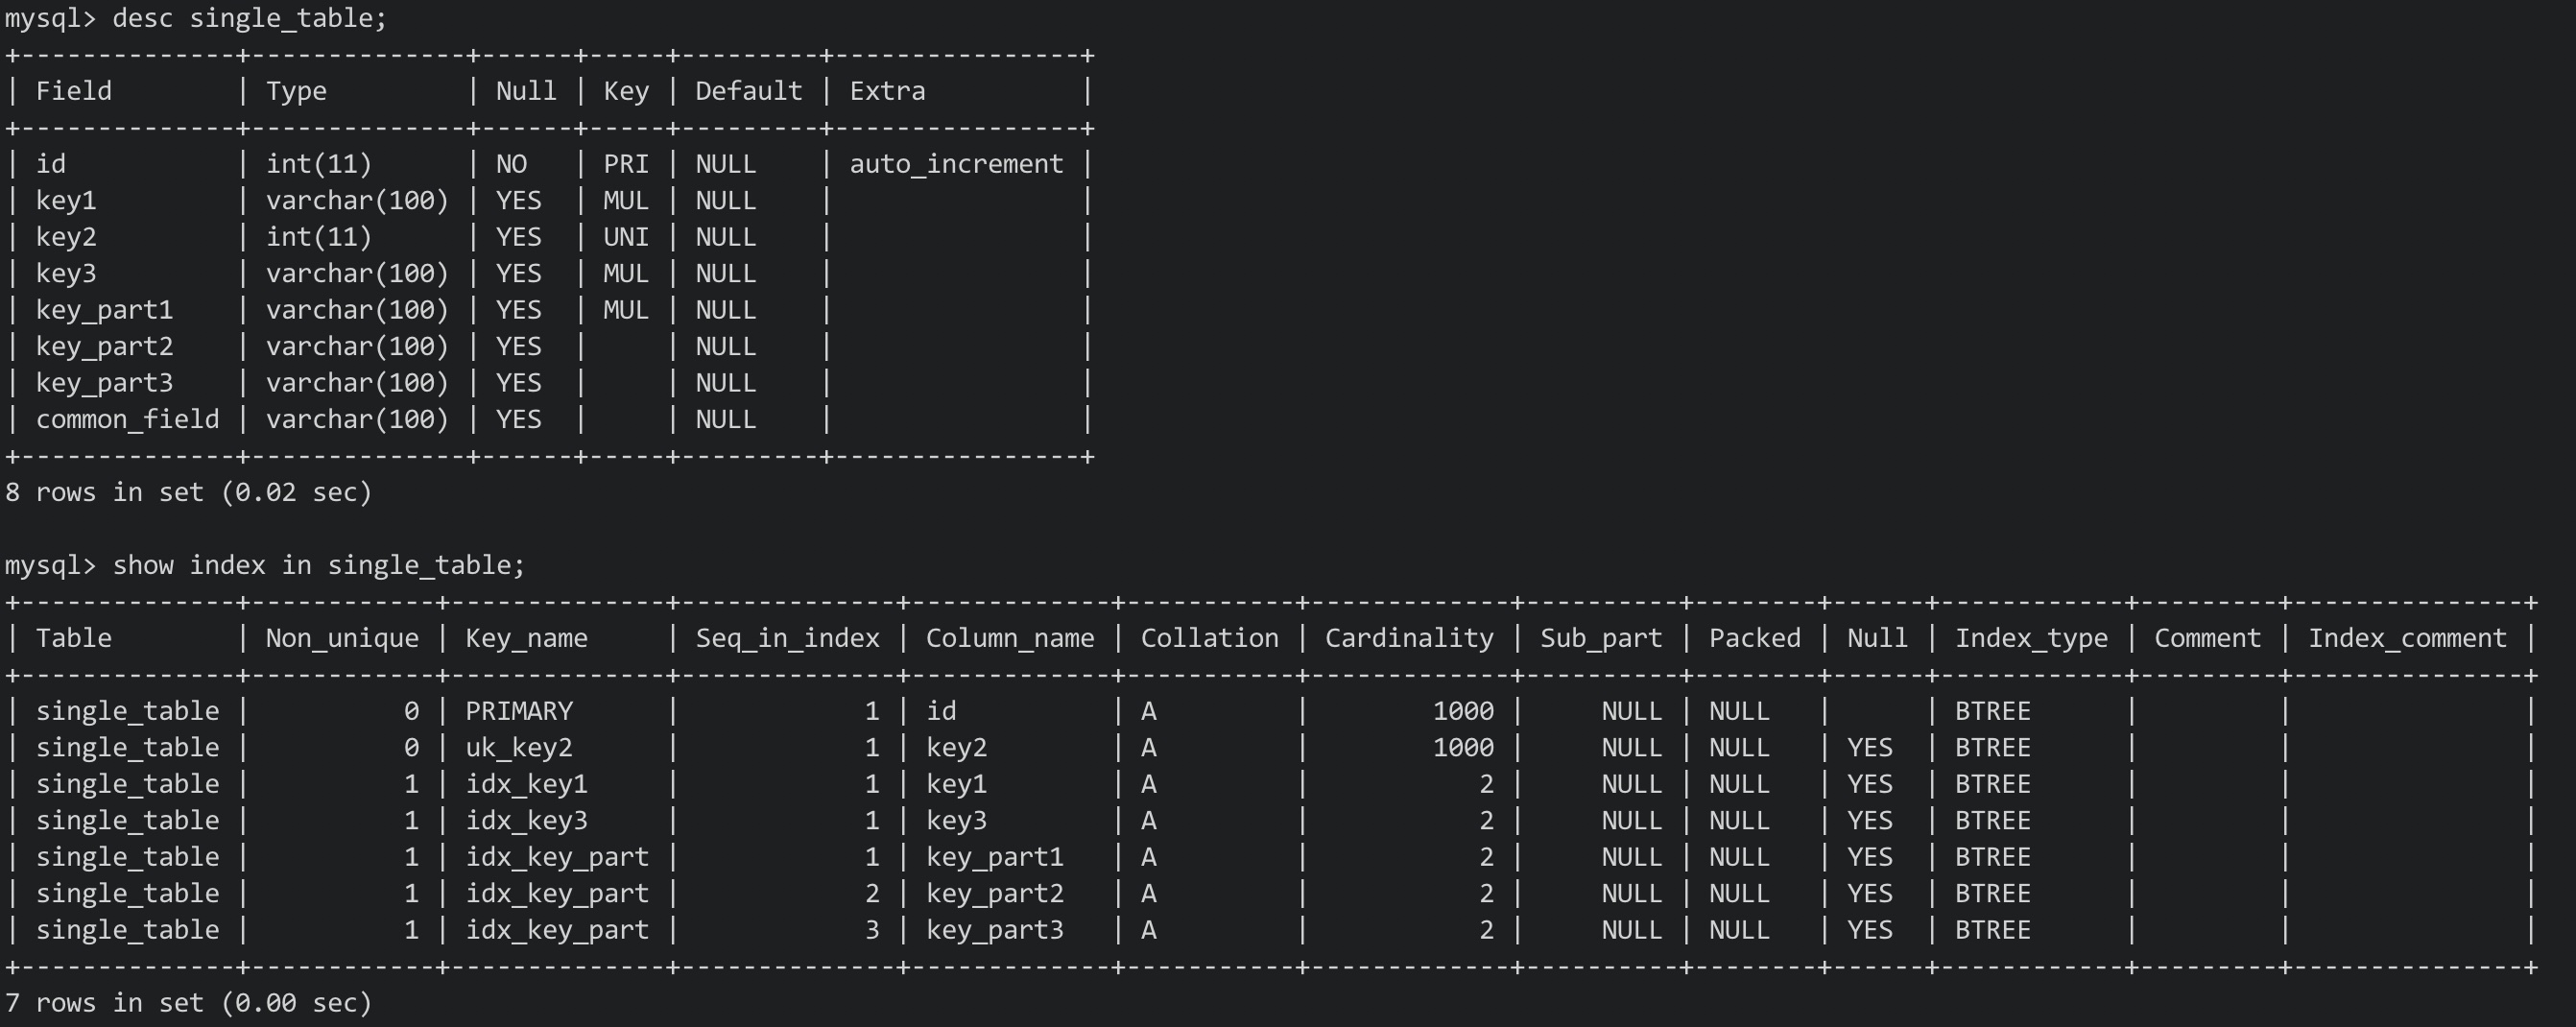 mysql> desc single_table;
+--------------+--------------+------+-----+---------+----------------+
| Field        | Type         | Null | Key | Default | Extra          |
+--------------+--------------+------+-----+---------+----------------+
| id           | int(11)      | NO   | PRI | NULL    | auto_increment |
| key1         | varchar(100) | YES  | MUL | NULL    |                |
| key2         | int(11)      | YES  | UNI | NULL    |                |
| key3         | varchar(100) | YES  | MUL | NULL    |                |
| key_part1    | varchar(100) | YES  | MUL | NULL    |                |
| key_part2    | varchar(100) | YES  |     | NULL    |                |
| key_part3    | varchar(100) | YES  |     | NULL    |                |
| common_field | varchar(100) | YES  |     | NULL    |                |
+--------------+--------------+------+-----+---------+----------------+
8 rows in set (0.02 sec)

mysql> show index in single_table;
+--------------+------------+--------------+--------------+-------------+-----------+-------------+----------+--------+------+------------+---------+---------------+
| Table        | Non_unique | Key_name     | Seq_in_index | Column_name | Collation | Cardinality | Sub_part | Packed | Null | Index_type | Comment | Index_comment |
+--------------+------------+--------------+--------------+-------------+-----------+-------------+----------+--------+------+------------+---------+---------------+
| single_table |          0 | PRIMARY      |            1 | id          | A         |        1000 |     NULL | NULL   |      | BTREE      |         |               |
| single_table |          0 | uk_key2      |            1 | key2        | A         |        1000 |     NULL | NULL   | YES  | BTREE      |         |               |
| single_table |          1 | idx_key1     |            1 | key1        | A         |           2 |     NULL | NULL   | YES  | BTREE      |         |               |
| single_table |          1 | idx_key3     |            1 | key3        | A         |           2 |     NULL | NULL   | YES  | BTREE      |         |               |
| single_table |          1 | idx_key_part |            1 | key_part1   | A         |           2 |     NULL | NULL   | YES  | BTREE      |         |               |
| single_table |          1 | idx_key_part |            2 | key_part2   | A         |           2 |     NULL | NULL   | YES  | BTREE      |         |               |
| single_table |          1 | idx_key_part |            3 | key_part3   | A         |           2 |     NULL | NULL   | YES  | BTREE      |         |               |
+--------------+------------+--------------+--------------+-------------+-----------+-------------+----------+--------+------+------------+---------+---------------+
7 rows in set (0.00 sec)